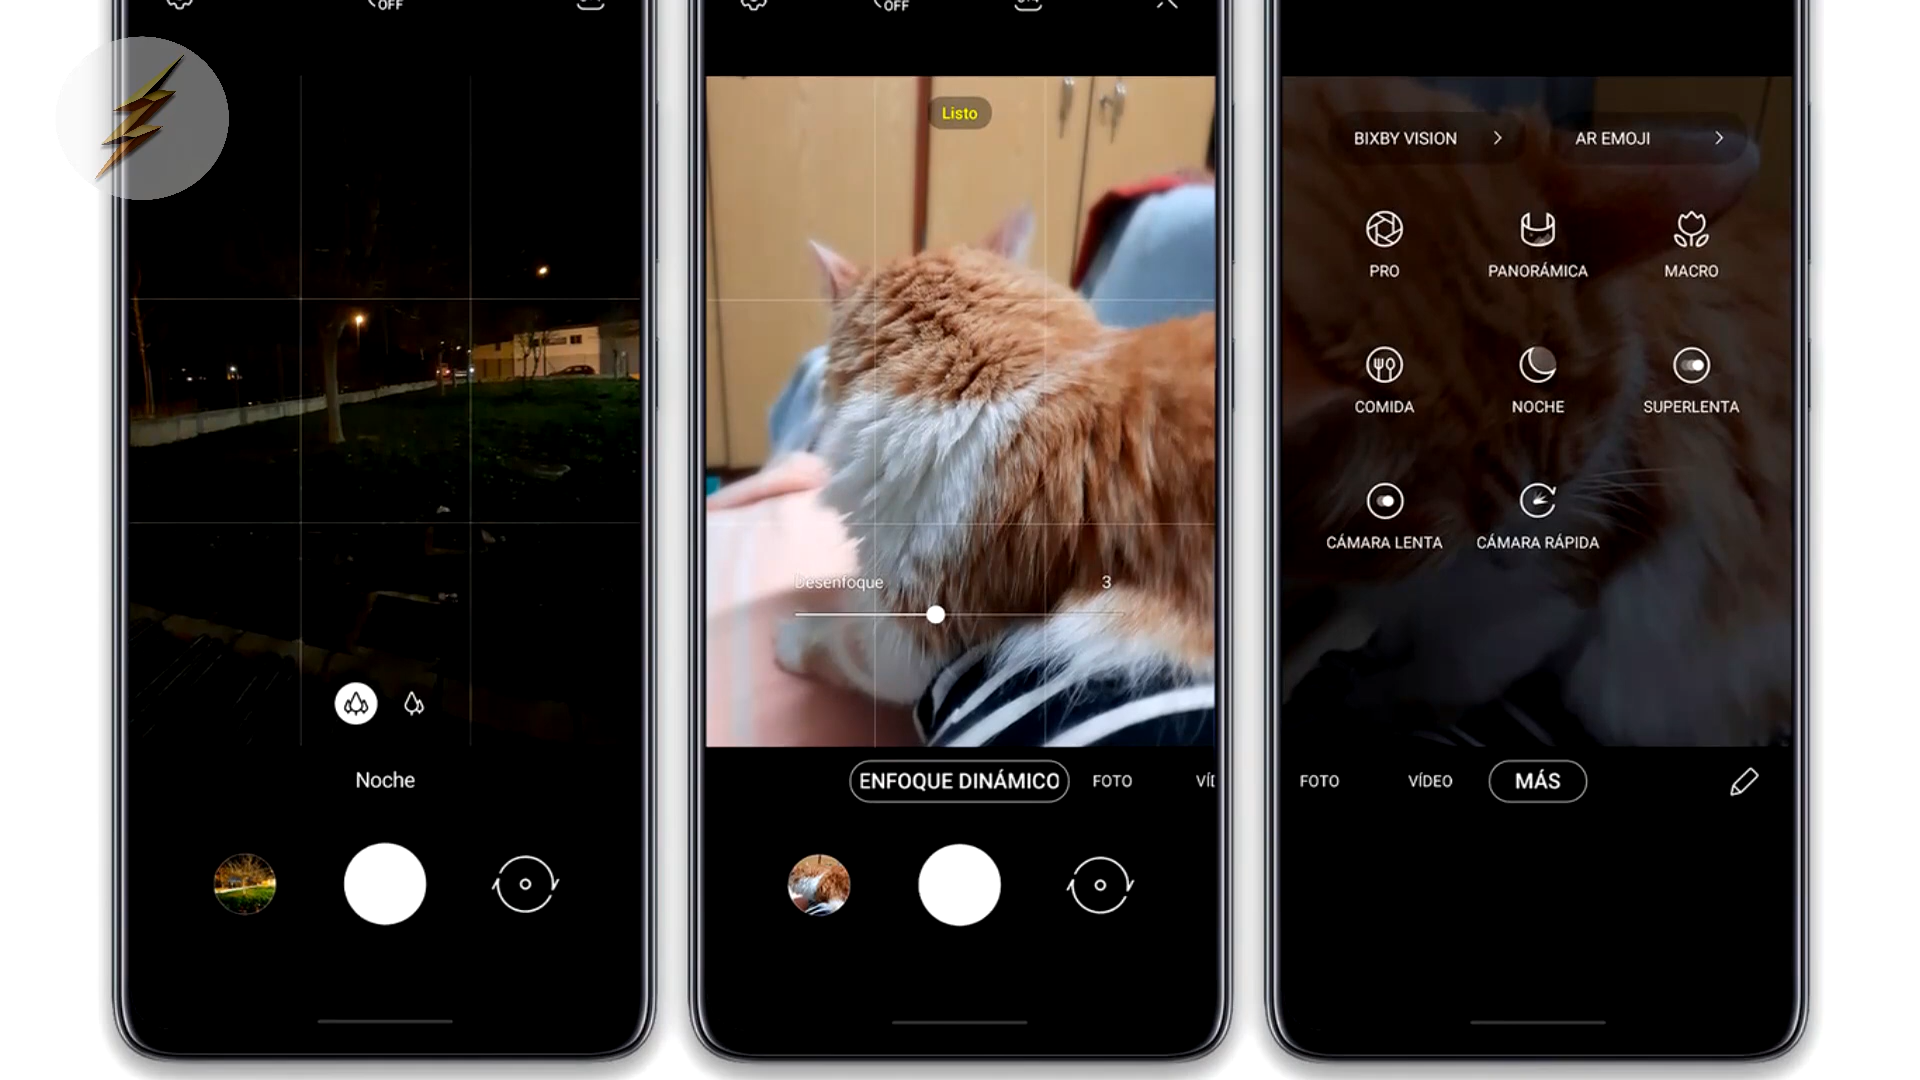 OFF
Noche
OFF
Listo
Desenfoque 3
ENFOQUE DINÁMICO FOTO VÍD
BIXBY VISION AR EMOJI
PRO PANORÁMICA MACRO
COMIDA NOCHE SUPERLENTA
CÁMARA LENTA CÁMARA RÁPIDA
FOTO VÍDEO MÁS